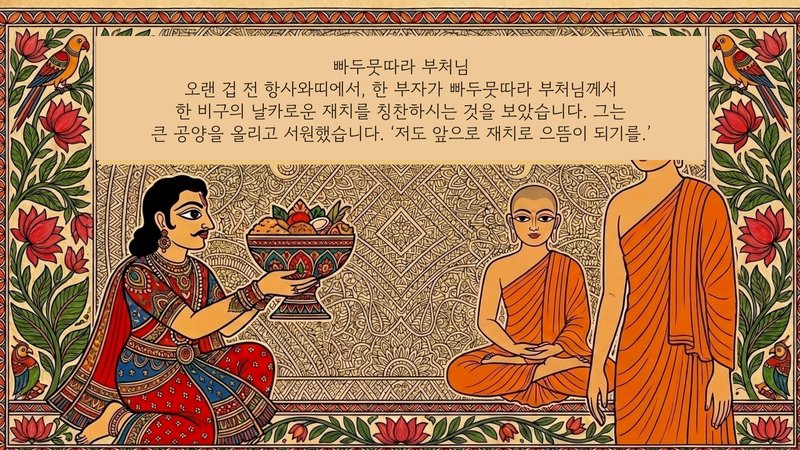 빠두뭇따라 부처님
오랜 겁 전 항사와띠에서, 한 부자가 빠두뭇따라 부처님께서
한 비구의 날카로운 재치를 칭찬하시는 것을 보았습니다. 그는
큰 공양을 올리고 서원했습니다. ‘저도 앞으로 재치로 으뜸이 되기를.’